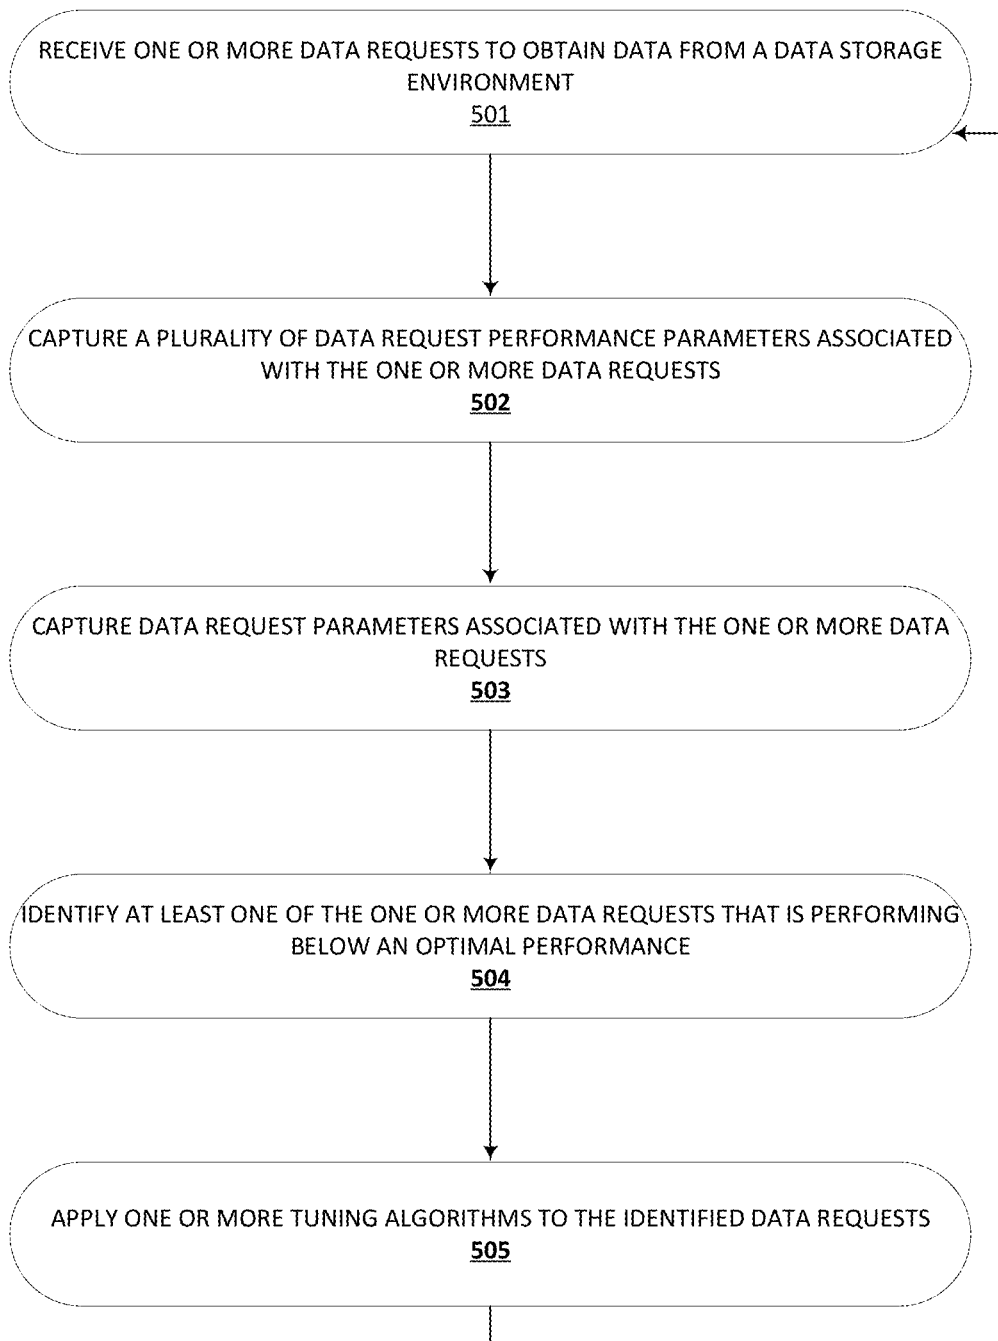 RECEIVE ONE OR MORE DATA REQUESTS TO OBTAIN DATA FROM A DATA STORAGE
ENVIRONMENT
501
CAPTURE A PLURALITY OF DATA REQUEST PERFORMANCE PARAMETERS ASSOCIATED
WITH THE ONE OR MORE DATA REQUESTS
502
CAPTURE DATA REQUEST PARAMETERS ASSOCIATED WITH THE ONE OR MORE DATA
REQUESTS
503
IDENTIFY AT LEAST ONE OF THE ONE OR MORE DATA REQUESTS THAT IS PERFORMING
BELOW AN OPTIMAL PERFORMANCE
504
APPLY ONE OR MORE TUNING ALGORITHMS TO THE IDENTIFIED DATA REQUESTS
505